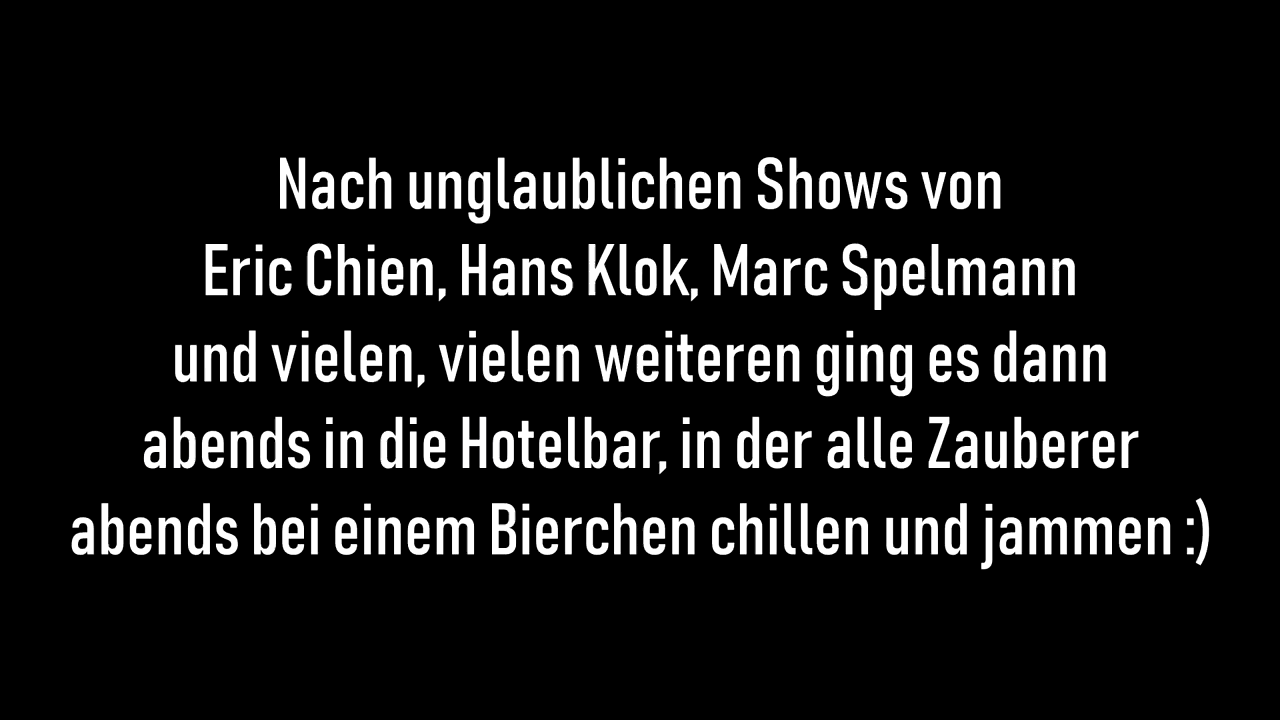 Nach unglaublichen Shows von
Eric Chien, Hans Klok, Marc Spelmann
und vielen, vielen weiteren ging es dann
abends in die Hotelbar, in der alle Zauberer
abends bei einem Bierchen chillen und jammen :)